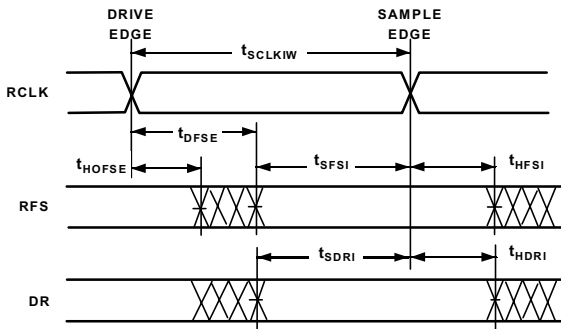 DRIVE EDGE
SAMPLE EDGE
tSCLKIW
RCLK
tDFSE
tHOFSE
tSFSI
tHFSI
RFS
tSDRI
tHDRI
DR